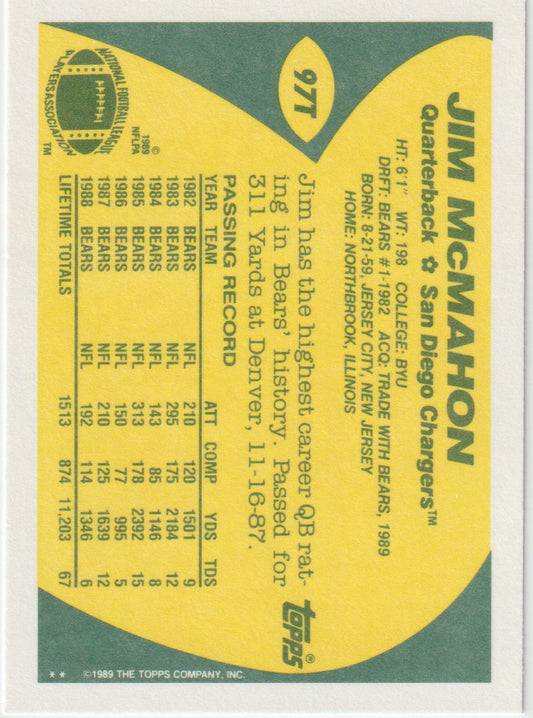 97T
JIM McMAHON
Quarterback ✿ San Diego Chargers™
HT: 6'1" WT: 198 COLLEGE: BYU
DRFT: BEARS #1-1982 ACQ: TRADE WITH BEARS, 1989
BORN: 8-21-59, JERSEY CITY, NEW JERSEY
HOME: NORTHBROOK, ILLINOIS
Jim has the highest career QB rat-
ing in Bears' history. Passed for
311 Yards at Denver, 11-16-87.
PASSING RECORD
YEAR TEAM ATT COMP YDS TDS
1982 BEARS NFL 210 120 1501 9
1983 BEARS NFL 295 175 2184 12
1984 BEARS NFL 143 85 1146 8
1985 BEARS NFL 313 178 2392 15
1986 BEARS NFL 150 77 995 5
1987 BEARS NFL 210 125 1639 12
1988 BEARS NFL 192 114 1346 6
LIFETIME TOTALS 1513 874 11,203 67
NATIONAL FOOTBALL LEAGUE
PLAYERS ASSOCIATION
TM
©
1989
NFLPA
topps®
** ©1989 THE TOPPS COMPANY, INC.